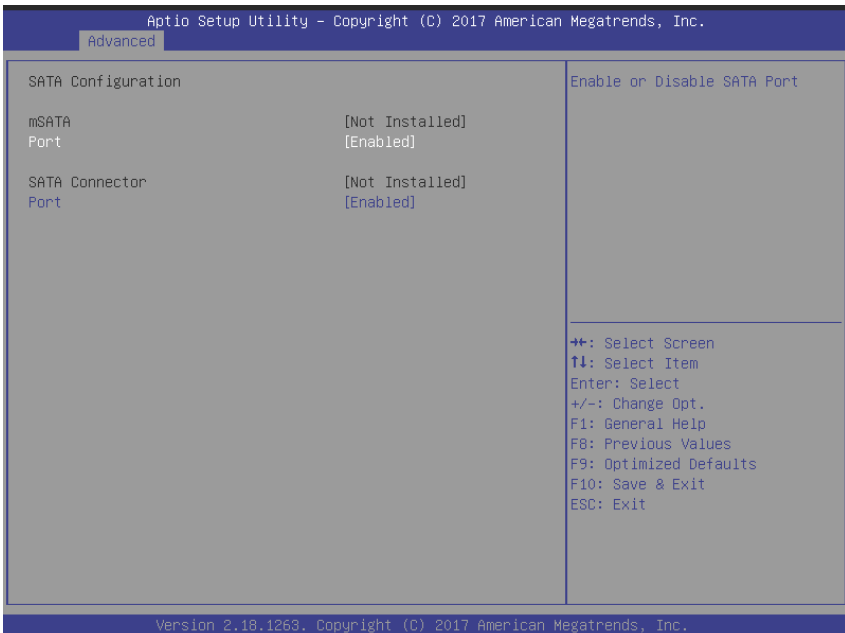 Aptio Setup Utility – Copyright (C) 2017 American Megatrends, Inc.
Advanced
SATA Configuration
mSATA [Not Installed]
Port [Enabled]
SATA Connector [Not Installed]
Port [Enabled]
Enable or Disable SATA Port
→←: Select Screen
↑↓: Select Item
Enter: Select
+/-: Change Opt.
F1: General Help
F8: Previous Values
F9: Optimized Defaults
F10: Save & Exit
ESC: Exit
Version 2.18.1263. Copyright (C) 2017 American Megatrends, Inc.